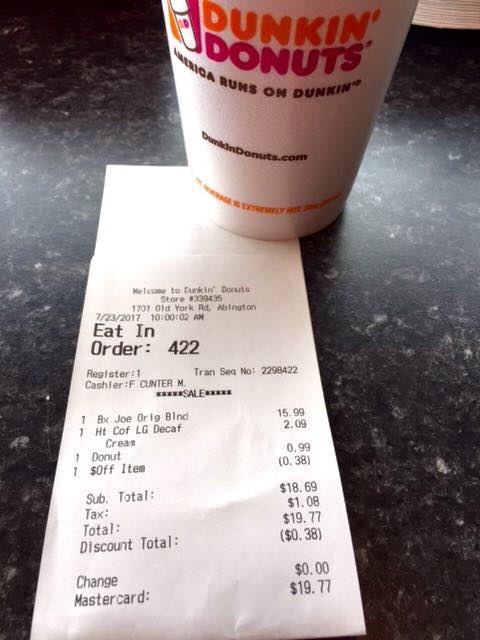 DUNKIN'
DONUTS
AMERICA RUNS ON DUNKIN'
DunkinDonuts.com
BEVERAGE IS EXTREMELY HOT
Welcome to Dunkin' Donuts
Store #339435
1701 Old York Rd, Abington
7/23/2017 10:00:02 AM
Eat In
Order: 422
Register:1 Tran Seq No: 2298422
Cashier:F CUNTER M.
*****SALE*****
1 Bx Joe Orig Blnd 15.99
1 Ht Cof LG Decaf 2.09
Cream
1 Donut 0.99
1 $Off Item (0.38)
Sub. Total: $18.69
Tax: $1.08
Total: $19.77
Discount Total: ($0.38)
Change $0.00
Mastercard: $19.77